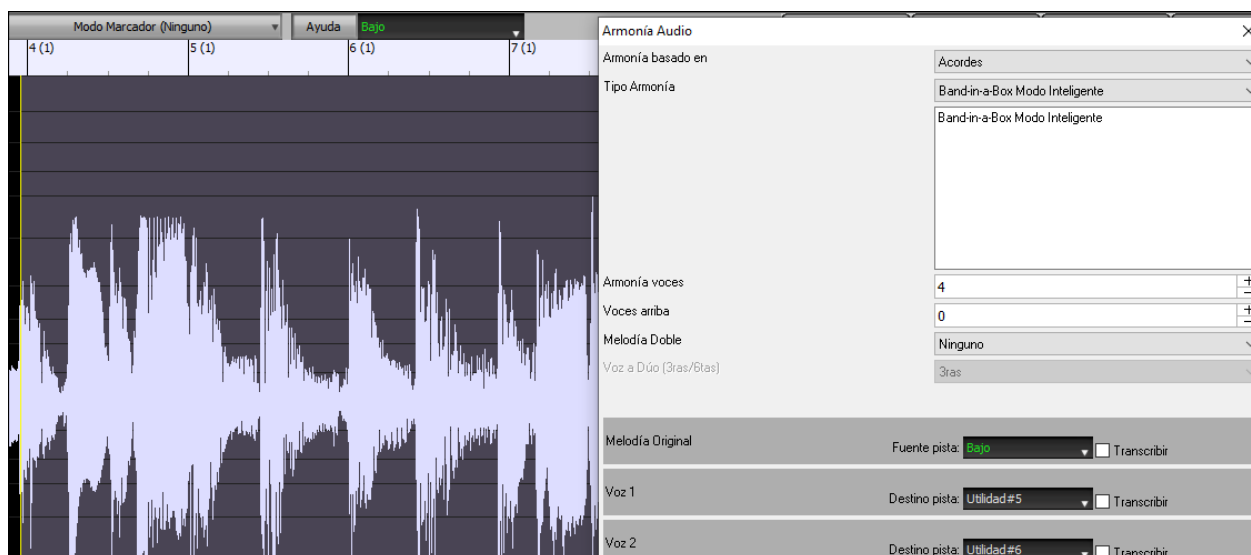 Modo Marcador (Ninguno) Ayuda Bajo
4 (1) 5 (1) 6 (1) 7 (1)
Armonía Audio
Armonía basado en Acordes
Tipo Armonía Band-in-a-Box Modo Inteligente
Band-in-a-Box Modo Inteligente
Armonía voces 4
Voces arriba 0
Melodía Doble Ninguno
Voz a Dúo (3ras/6tas) 3ras
Melodía Original Fuente pista: Bajo Transcribir
Voz 1 Destino pista: Utilidad#5 Transcribir
Voz 2 Destino pista: Utilidad#6 Transcribir